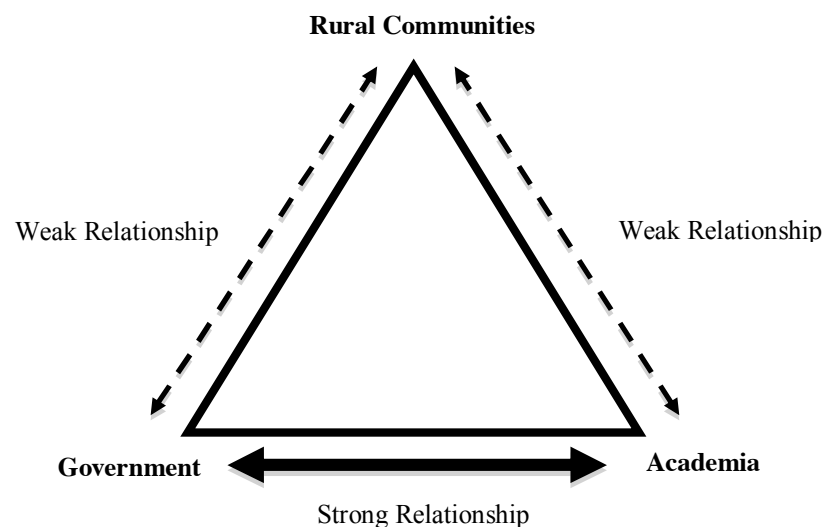 Rural Communities
Weak Relationship
Weak Relationship
Government
Academia
Strong Relationship